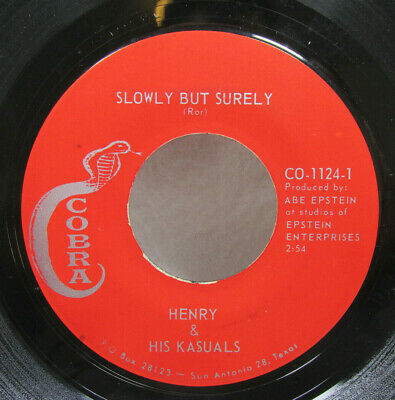 SLOWLY BUT SURELY
(Ror)
COBRA
CO-1124-1
Produced by:
ABE EPSTEIN
at studios of
EPSTEIN
ENTERPRISES
2:54
HENRY
&
HIS KASUALS
P O Box 28123 — San Antonio 28, Texas